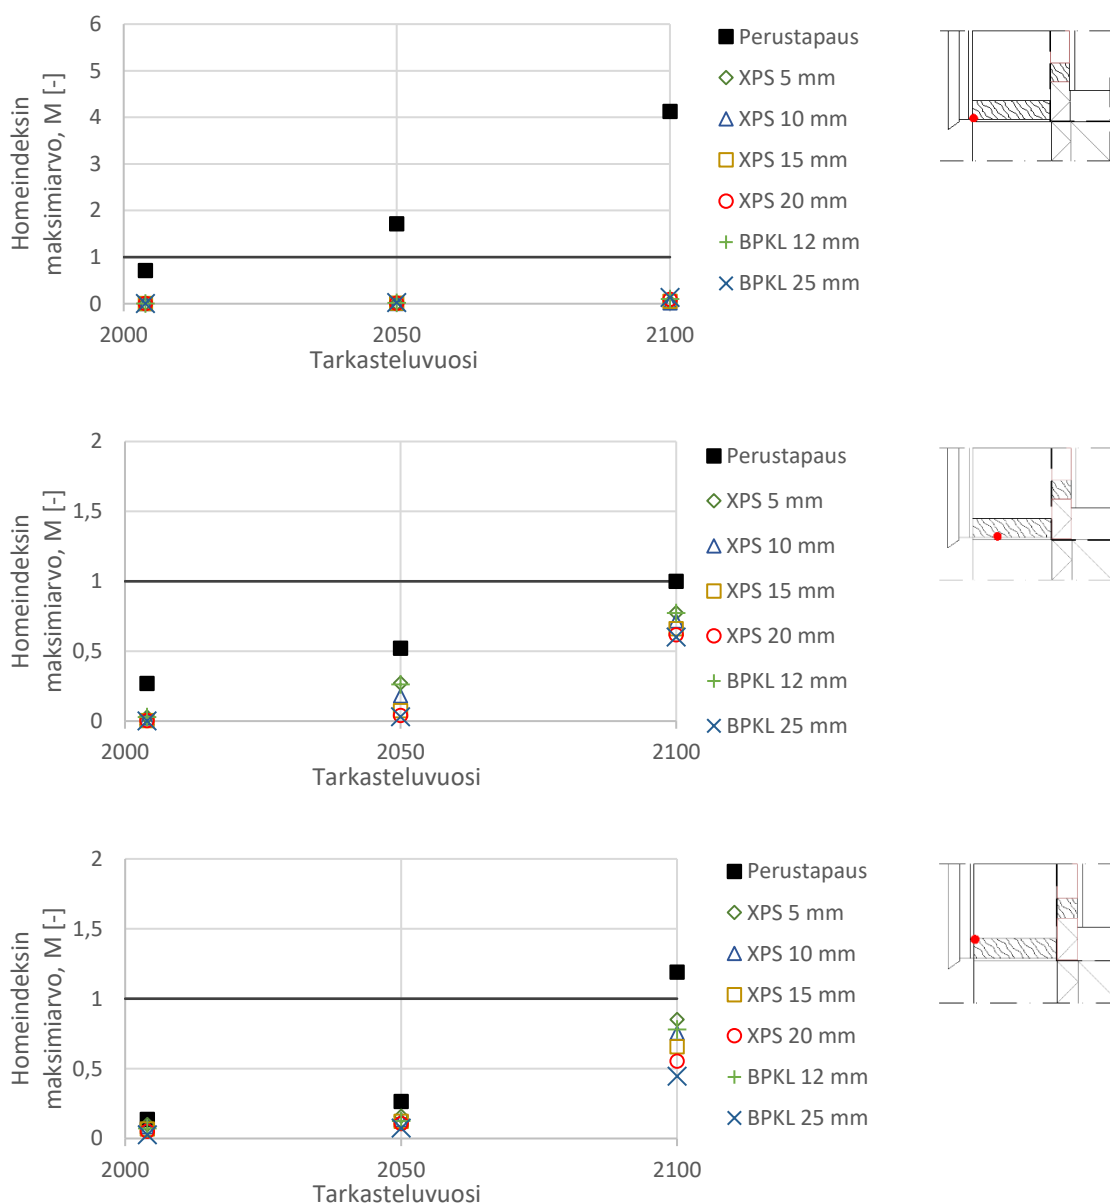 Homeindeksin
maksimiarvo, M [-]
6
5
4
3
2
1
0
2000
2050
2100
Tarkasteluvuosi
Perustapaus
XPS 5 mm
XPS 10 mm
XPS 15 mm
XPS 20 mm
BPKL 12 mm
BPKL 25 mm
Homeindeksin
maksimiarvo, M [-]
2
1,5
1
0,5
0
2000
2050
2100
Tarkasteluvuosi
Perustapaus
XPS 5 mm
XPS 10 mm
XPS 15 mm
XPS 20 mm
BPKL 12 mm
BPKL 25 mm
Homeindeksin
maksimiarvo, M [-]
2
1,5
1
0,5
0
2000
2050
2100
Tarkasteluvuosi
Perustapaus
XPS 5 mm
XPS 10 mm
XPS 15 mm
XPS 20 mm
BPKL 12 mm
BPKL 25 mm